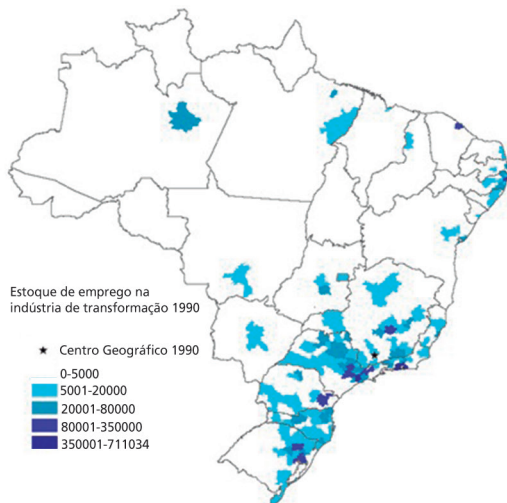 Estoque de emprego na
indústria de transformação 1990
★ Centro Geográfico 1990
0-5000
5001-20000
20001-80000
80001-350000
350001-711034